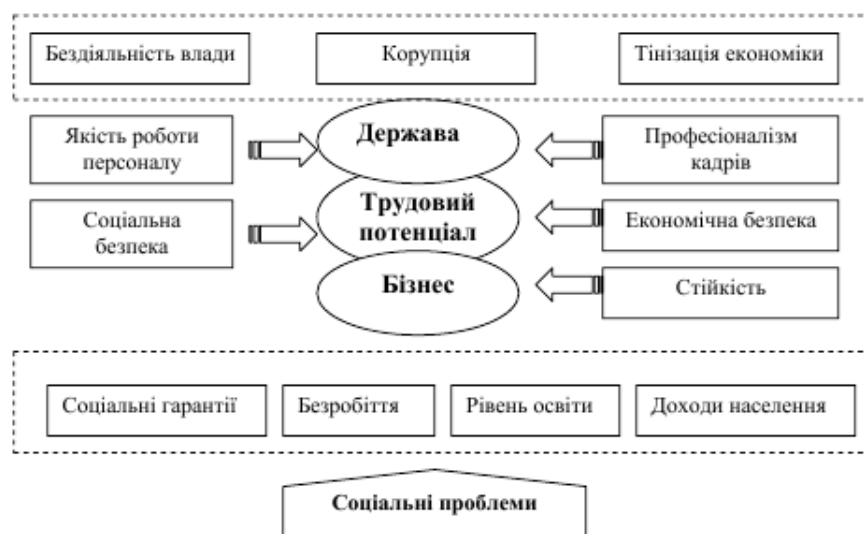 Бездіяльність влади
Корупція
Тінізація економіки
Якість роботи
персоналу
Держава
Професіоналізм
кадрів
Соціальна
безпека
Трудовий
потенціал
Економічна безпека
Бізнес
Стійкість
Соціальні гарантії
Безробіття
Рівень освіти
Доходи населення
Соціальні проблеми